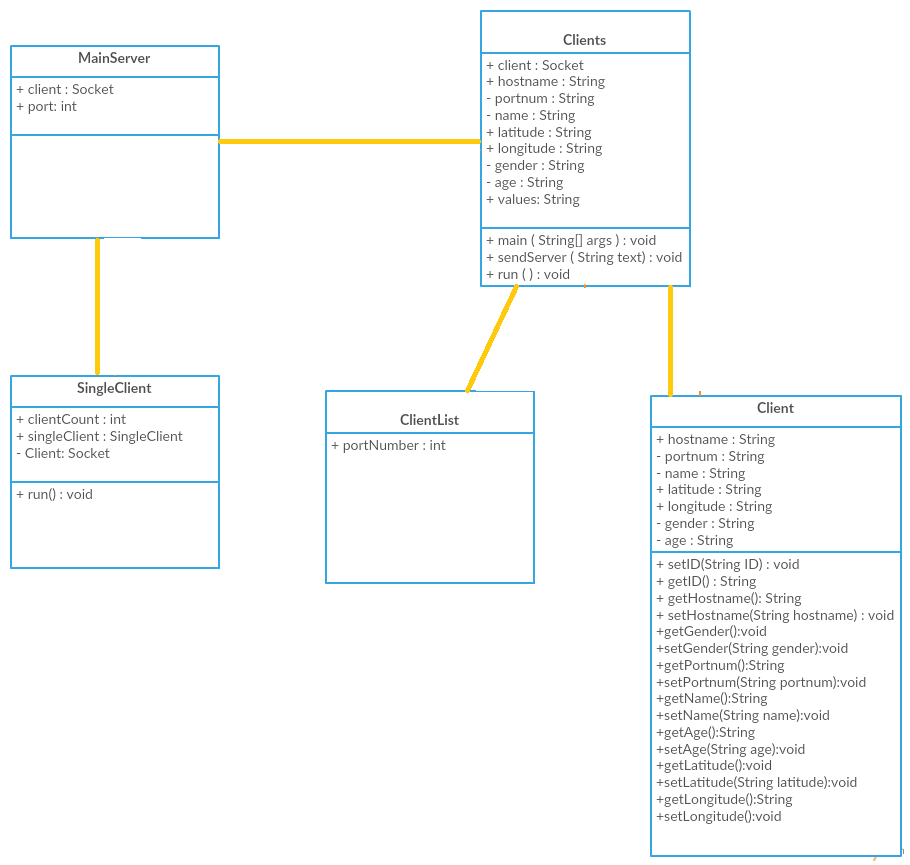 MainServer
+ client : Socket
+ port: int
Clients
+ client : Socket
+ hostname : String
- portnum : String
- name : String
+ latitude : String
+ longitude : String
- gender : String
- age : String
+ values: String
+ main ( String[] args ) : void
+ sendServer ( String text) : void
+ run ( ) : void
SingleClient
+ clientCount : int
+ singleClient : SingleClient
- Client: Socket
+ run() : void
ClientList
+ portNumber : int
Client
+ hostname : String
- portnum : String
- name : String
+ latitude : String
+ longitude : String
- gender : String
- age : String
+ setID(String ID) : void
+ getID() : String
+ getHostname(): String
+ setHostname(String hostname) : void
+getGender():void
+setGender(String gender):void
+getPortnum():String
+setPortnum(String portnum):void
+getName():String
+setName(String name):void
+getAge():String
+setAge(String age):void
+getLatitude():void
+setLatitude(String latitude):void
+getLongitude():String
+setLongitude():void